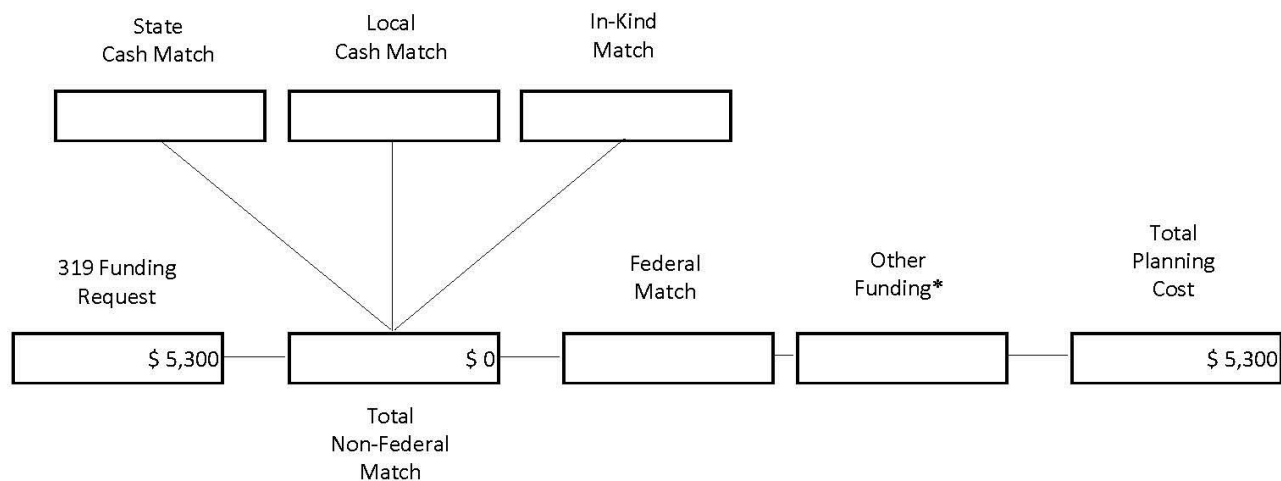 State
Cash Match
Local
Cash Match
In-Kind
Match
319 Funding
Request
Federal
Match
Other
Funding*
Total
Planning
Cost
$ 5,300
$ 0
$ 5,300
Total
Non-Federal
Match